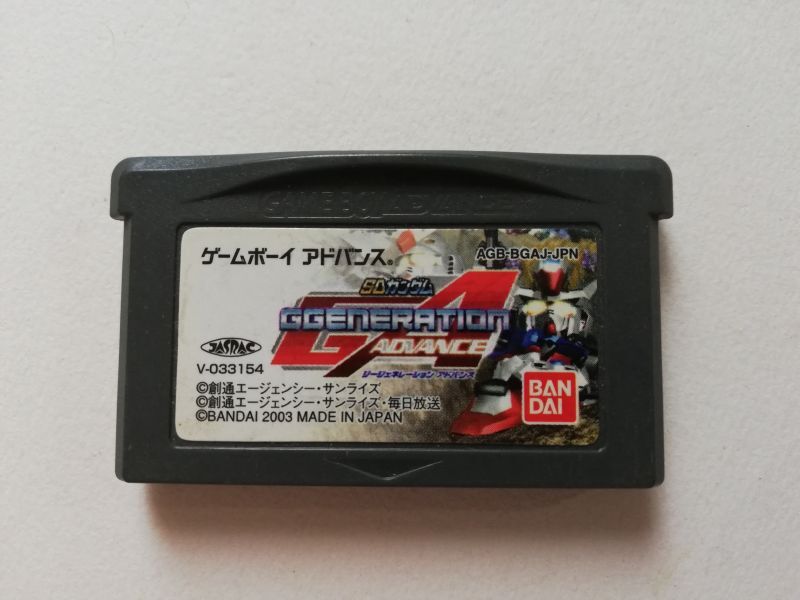 GAME BOY ADVANCE
ゲームボーイ アドバンス®
AGB-BGAJ-JPN
SDガンダム
GGENERATION
ADVANCE
ジージェネレーション アドバンス
JASRAC
V-033154
©創通エージェンシー・サンライズ
©創通エージェンシー・サンライズ・毎日放送
©BANDAI 2003 MADE IN JAPAN
BAN
DAI